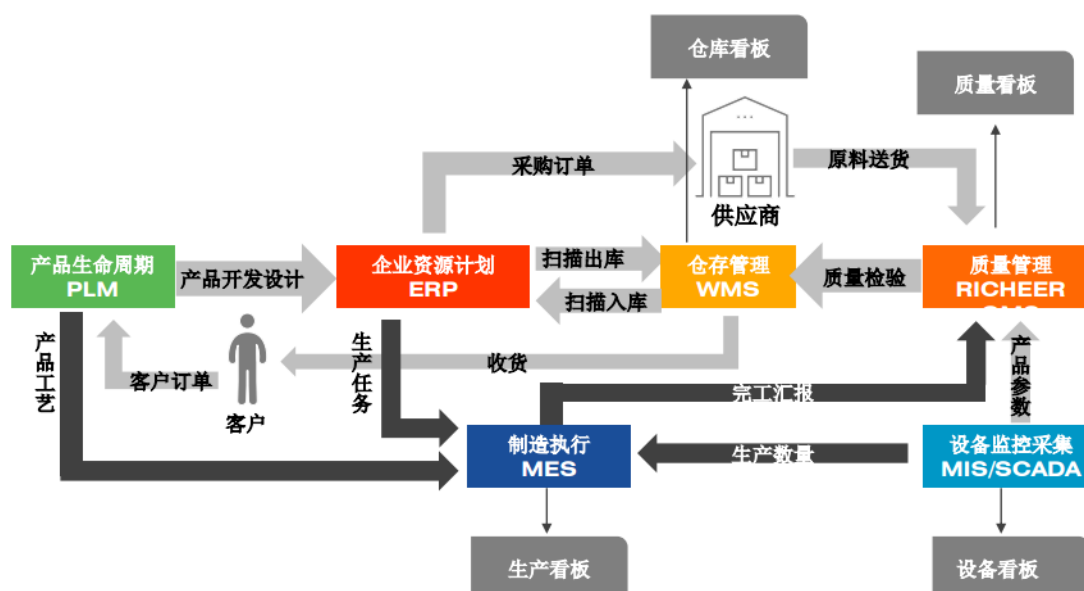 仓库看板
质量看板
采购订单
原料送货
供应商
产品生命周期
PLM
产品开发设计
企业资源计划
ERP
扫描出库
扫描入库
仓存管理
WMS
质量检验
质量管理
RICHEER
产品工艺
客户订单
客户
生产任务
收货
完工汇报
产品参数
制造执行
MES
生产数量
设备监控采集
MIS/SCADA
生产看板
设备看板